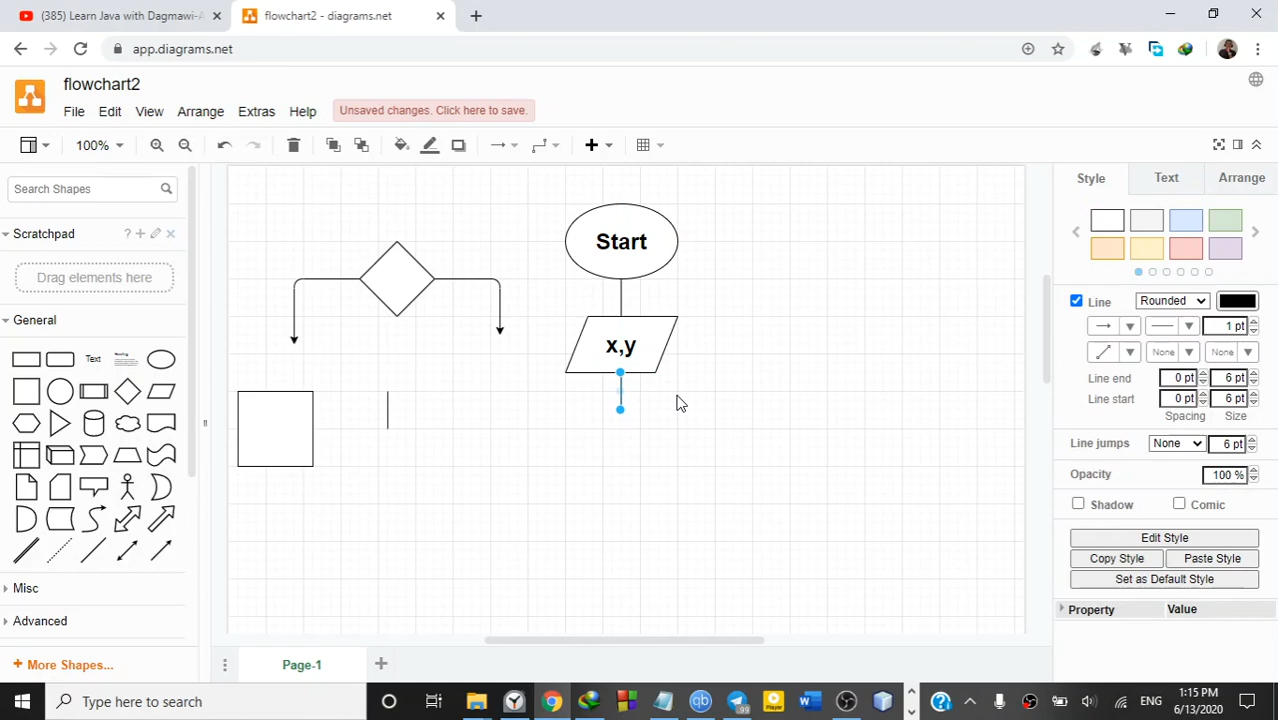 (385) Learn Java with Dagmawi-A
flowchart2 - diagrams.net
app.diagrams.net
flowchart2
File Edit View Arrange Extras Help
Unsaved changes. Click here to save.
100%
Search Shapes
Scratchpad
Drag elements here
General
Text
Heading
Misc
Advanced
+ More Shapes...
Start
x,y
Page-1
Style Text Arrange
Line Rounded
1 pt
None None
Line end 0 pt 6 pt
Line start 0 pt 6 pt
Spacing Size
Line jumps None 6 pt
Opacity 100 %
Shadow Comic
Edit Style
Copy Style Paste Style
Set as Default Style
Property Value
Type here to search
99
Player
ENG
1:15 PM
6/13/2020